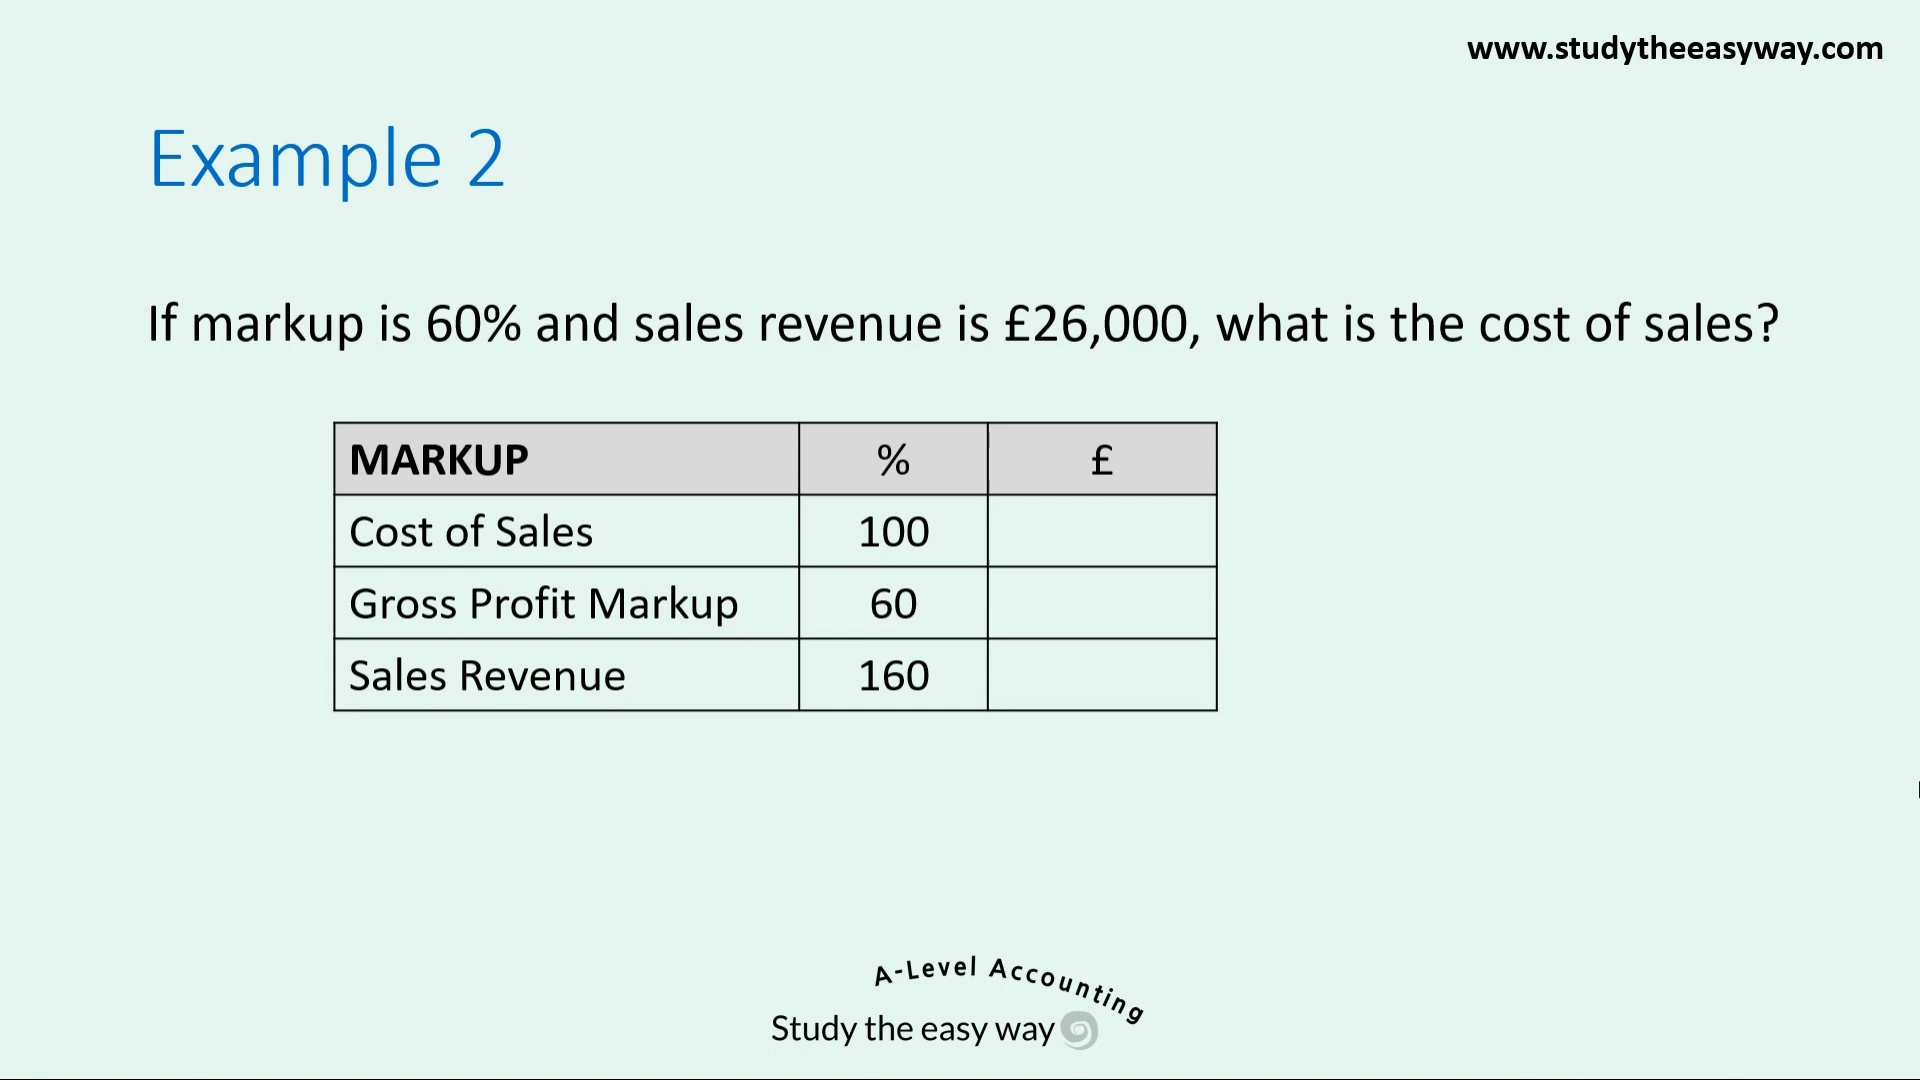 www.studytheeasyway.com
Example 2
If markup is 60% and sales revenue is £26,000, what is the cost of sales?
MARKUP % £
Cost of Sales 100
Gross Profit Markup 60
Sales Revenue 160
A-Level Accounting
Study the easy way